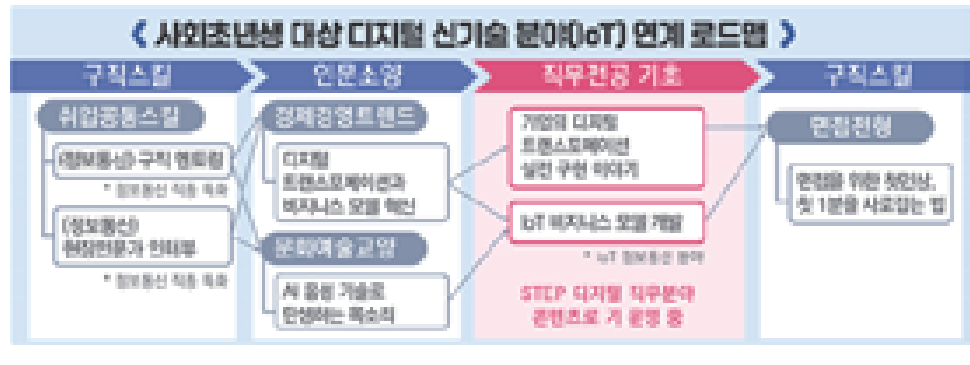 《 사회초년생 대상 디지털 신기술 분야(IoT) 연계 로드맵 》
구직스킬
인문소양
직무전공 기초
구직스킬
취업공통스킬
(정보통신) 구직 멘토링
* 정보통신 직종 특화
(정보통신)
현장전문가 인터뷰
* 정보통신 직종 특화
경제경영트렌드
디지털
트랜스포메이션과
비지니스 모델 혁신
문화예술교양
AI 음성 기술로
탄생하는 목소리
기업의 디지털
트랜스포메이션
실전 구현 이야기
IoT 비지니스 모델 개발
* IoT 정보통신 분야
STEP 디지털 직무분야
콘텐츠로 기 운영 중
면접전형
면접을 위한 첫인상,
첫 1분을 사로잡는 법